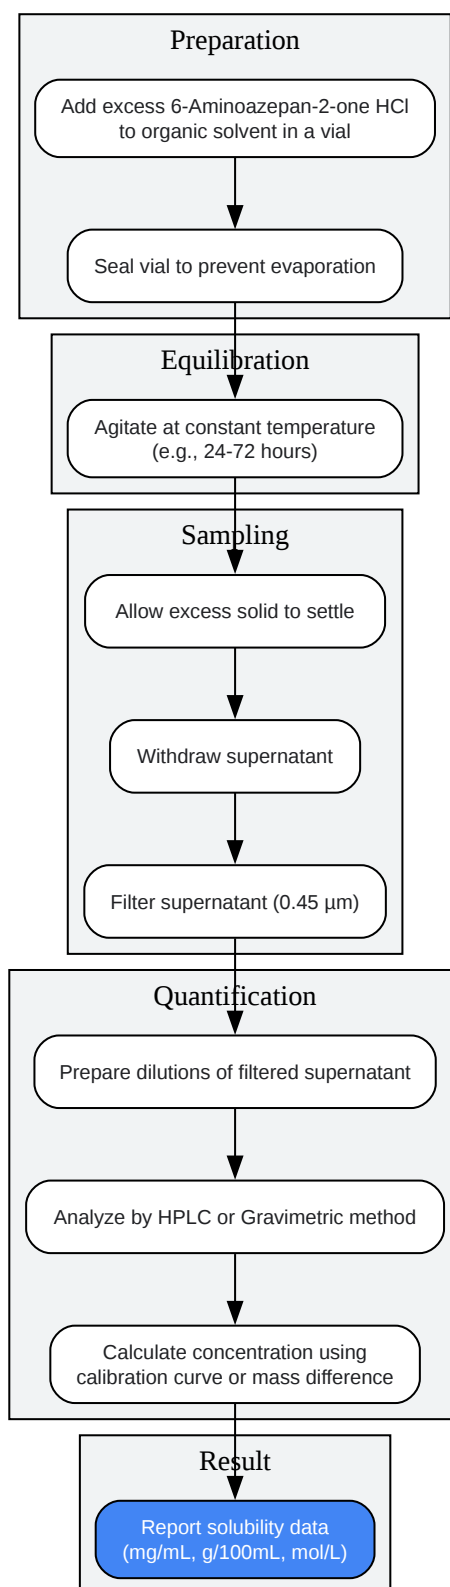 Preparation
Add excess 6-Aminoazepan-2-one HCl
to organic solvent in a vial
Seal vial to prevent evaporation
Equilibration
Agitate at constant temperature
(e.g., 24-72 hours)
Sampling
Allow excess solid to settle
Withdraw supernatant
Filter supernatant (0.45 µm)
Quantification
Prepare dilutions of filtered supernatant
Analyze by HPLC or Gravimetric method
Calculate concentration using
calibration curve or mass difference
Result
Report solubility data
(mg/mL, g/100mL, mol/L)